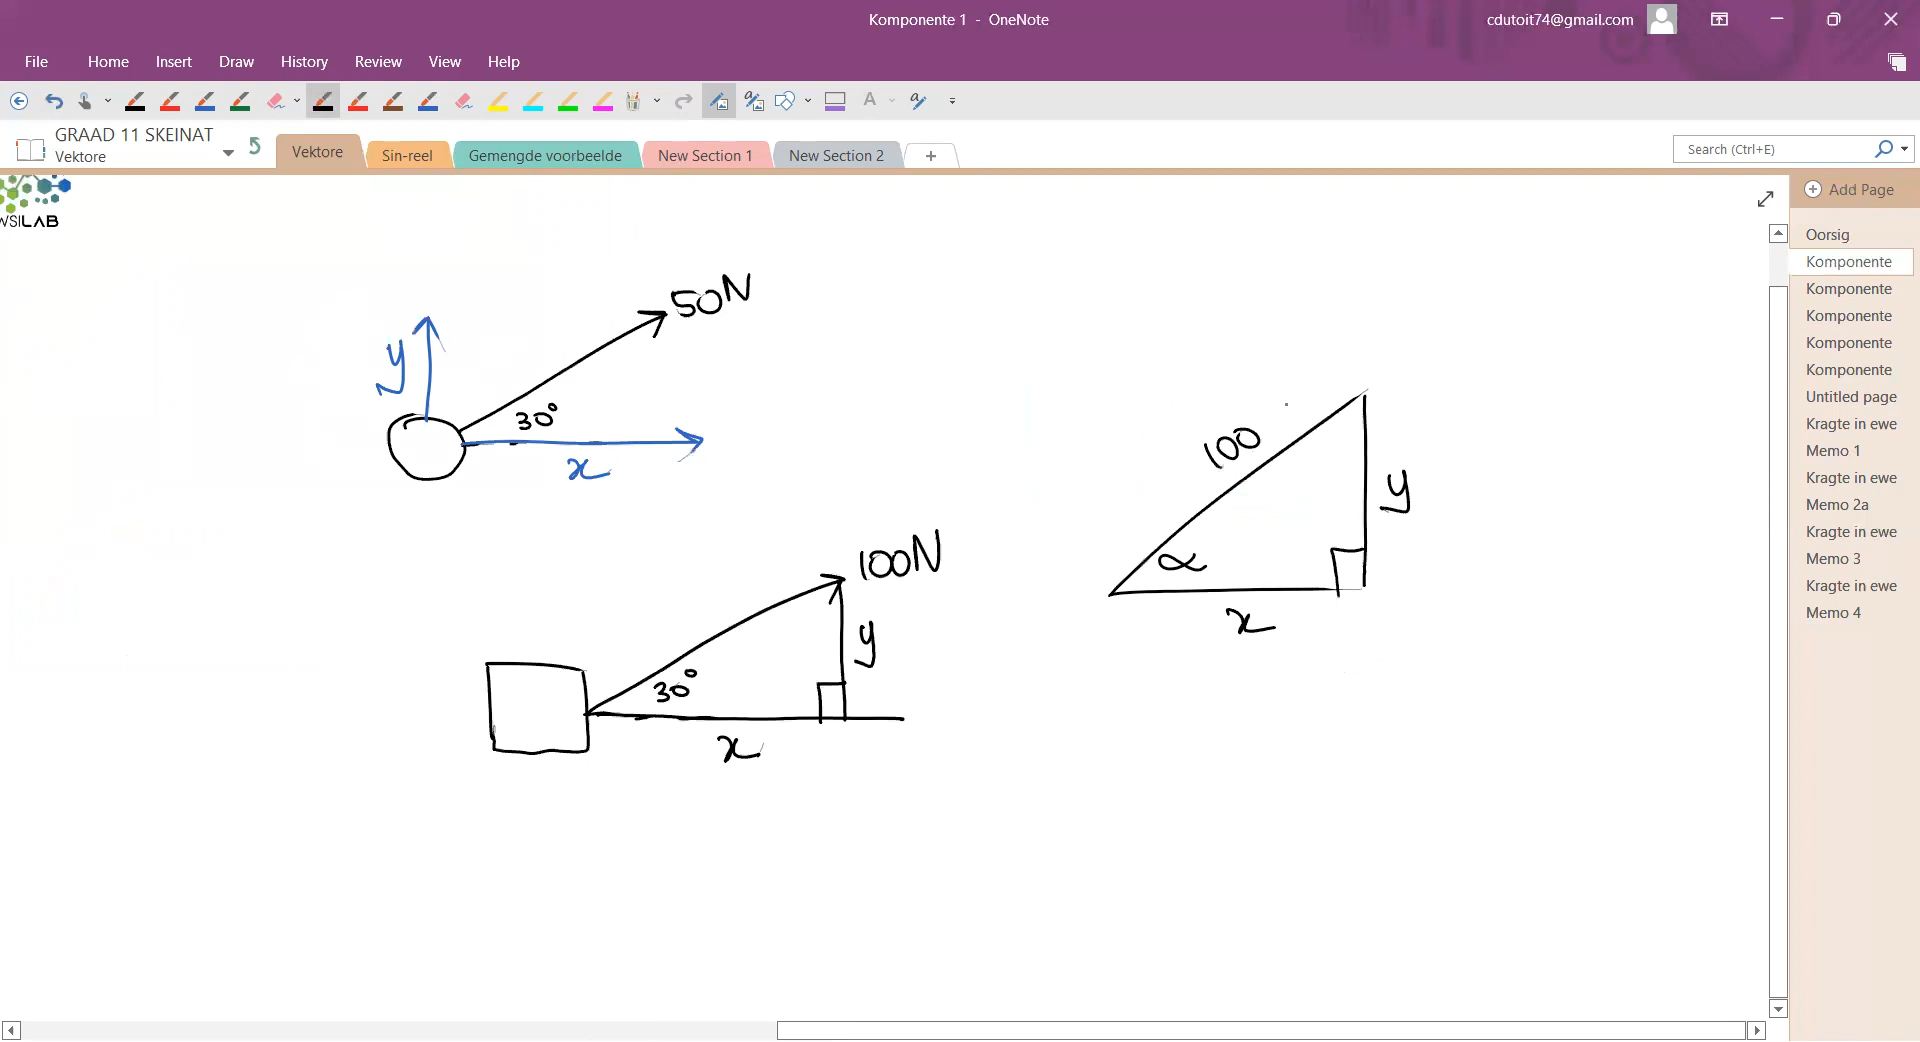 Komponente 1 - OneNote
cdutoit74@gmail.com
File Home Insert Draw History Review View Help
A
GRAAD 11 SKEINAT
Vektore
Vektore
Sin-reel
Gemengde voorbeelde
New Section 1
New Section 2
+
Search (Ctrl+E)
WSILAB
Add Page
Oorsig
Komponente
Komponente
Komponente
Komponente
Komponente
Untitled page
Kragte in ewe
Memo 1
Kragte in ewe
Memo 2a
Kragte in ewe
Memo 3
Kragte in ewe
Memo 4
50N
y
30°
x
100
y
α
x
100N
y
30°
x